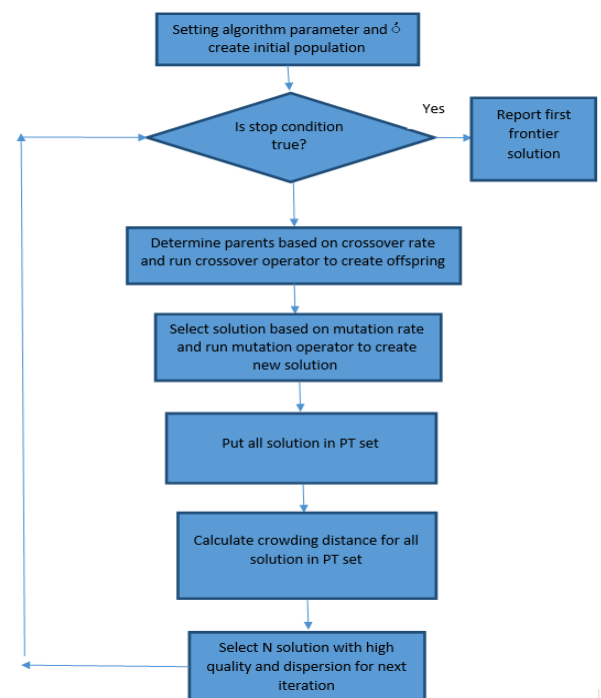 Setting algorithm parameter and
create initial population
Is stop condition
true?
Yes
Report first
frontier
solution
Determine parents based on crossover rate
and run crossover operator to create offspring
Select solution based on mutation rate
and run mutation operator to create
new solution
Put all solution in PT set
Calculate crowding distance for all
solution in PT set
Select N solution with high
quality and dispersion for next
iteration